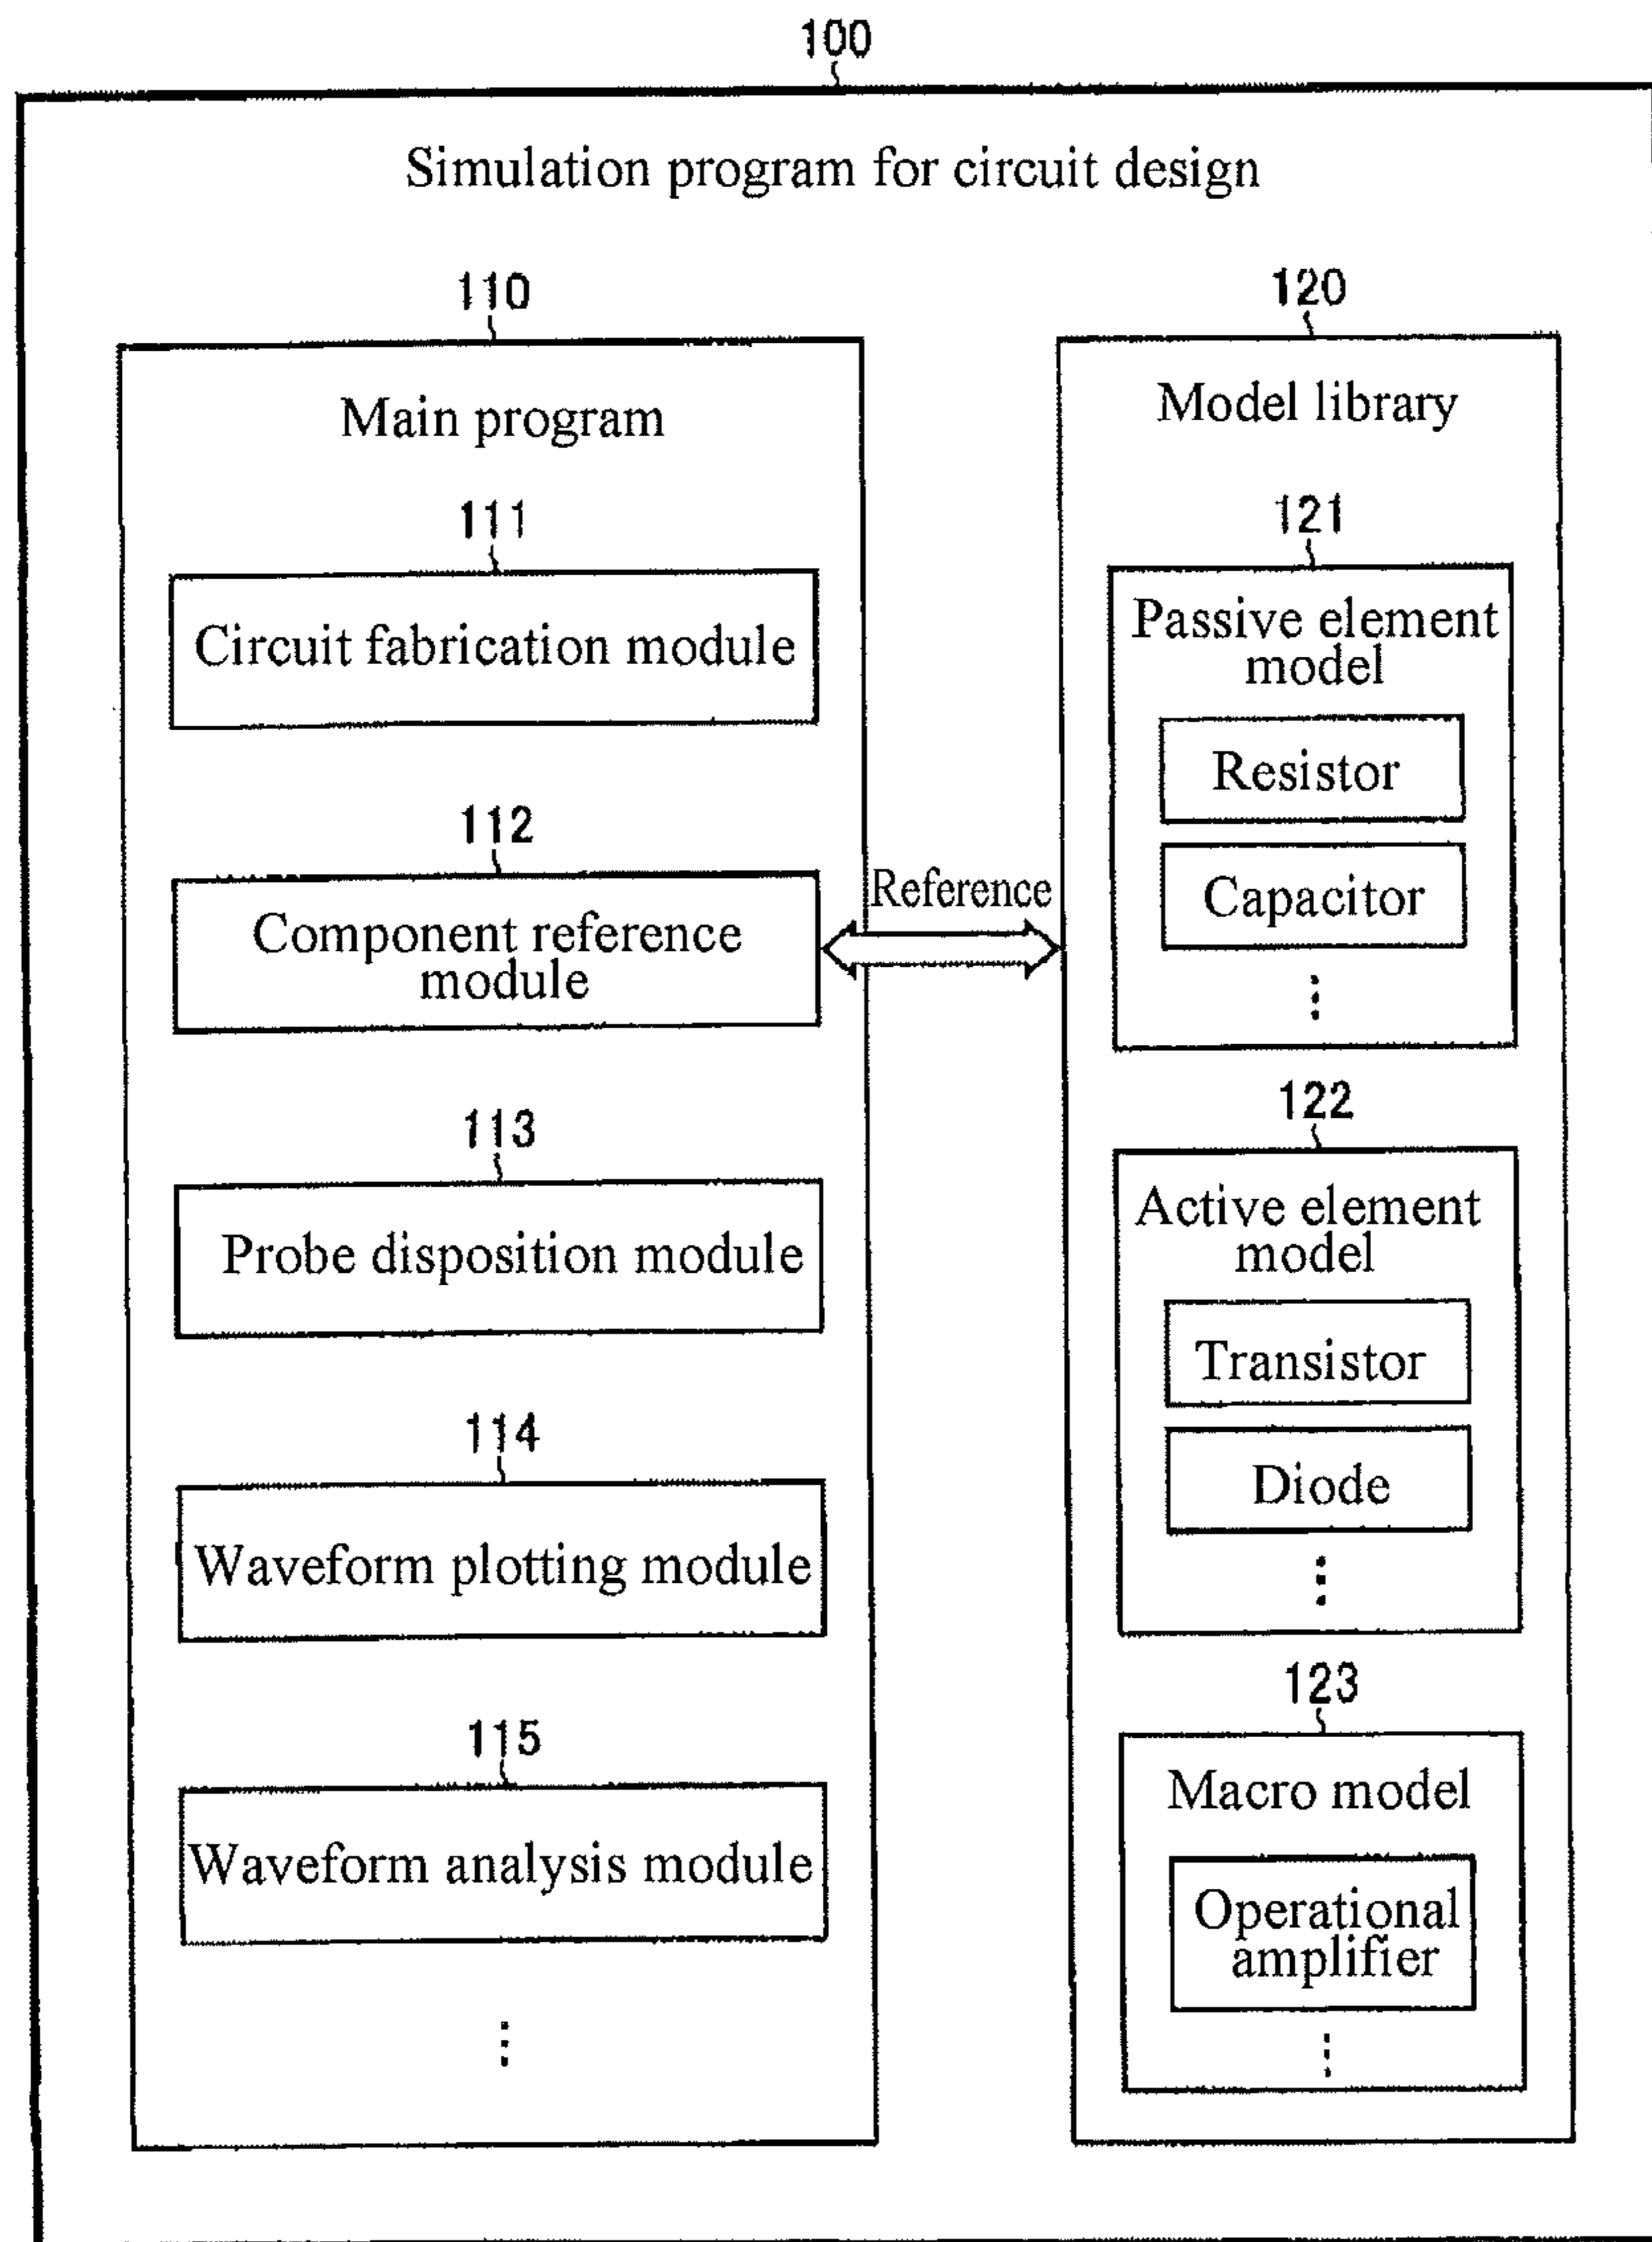 100
Simulation program for circuit design
110
Main program
111
Circuit fabrication module
112
Component reference
module
113
Probe disposition module
114
Waveform plotting module
115
Waveform analysis module
Reference
120
Model library
121
Passive element
model
Resistor
Capacitor
122
Active element
model
Transistor
Diode
123
Macro model
Operational
amplifier